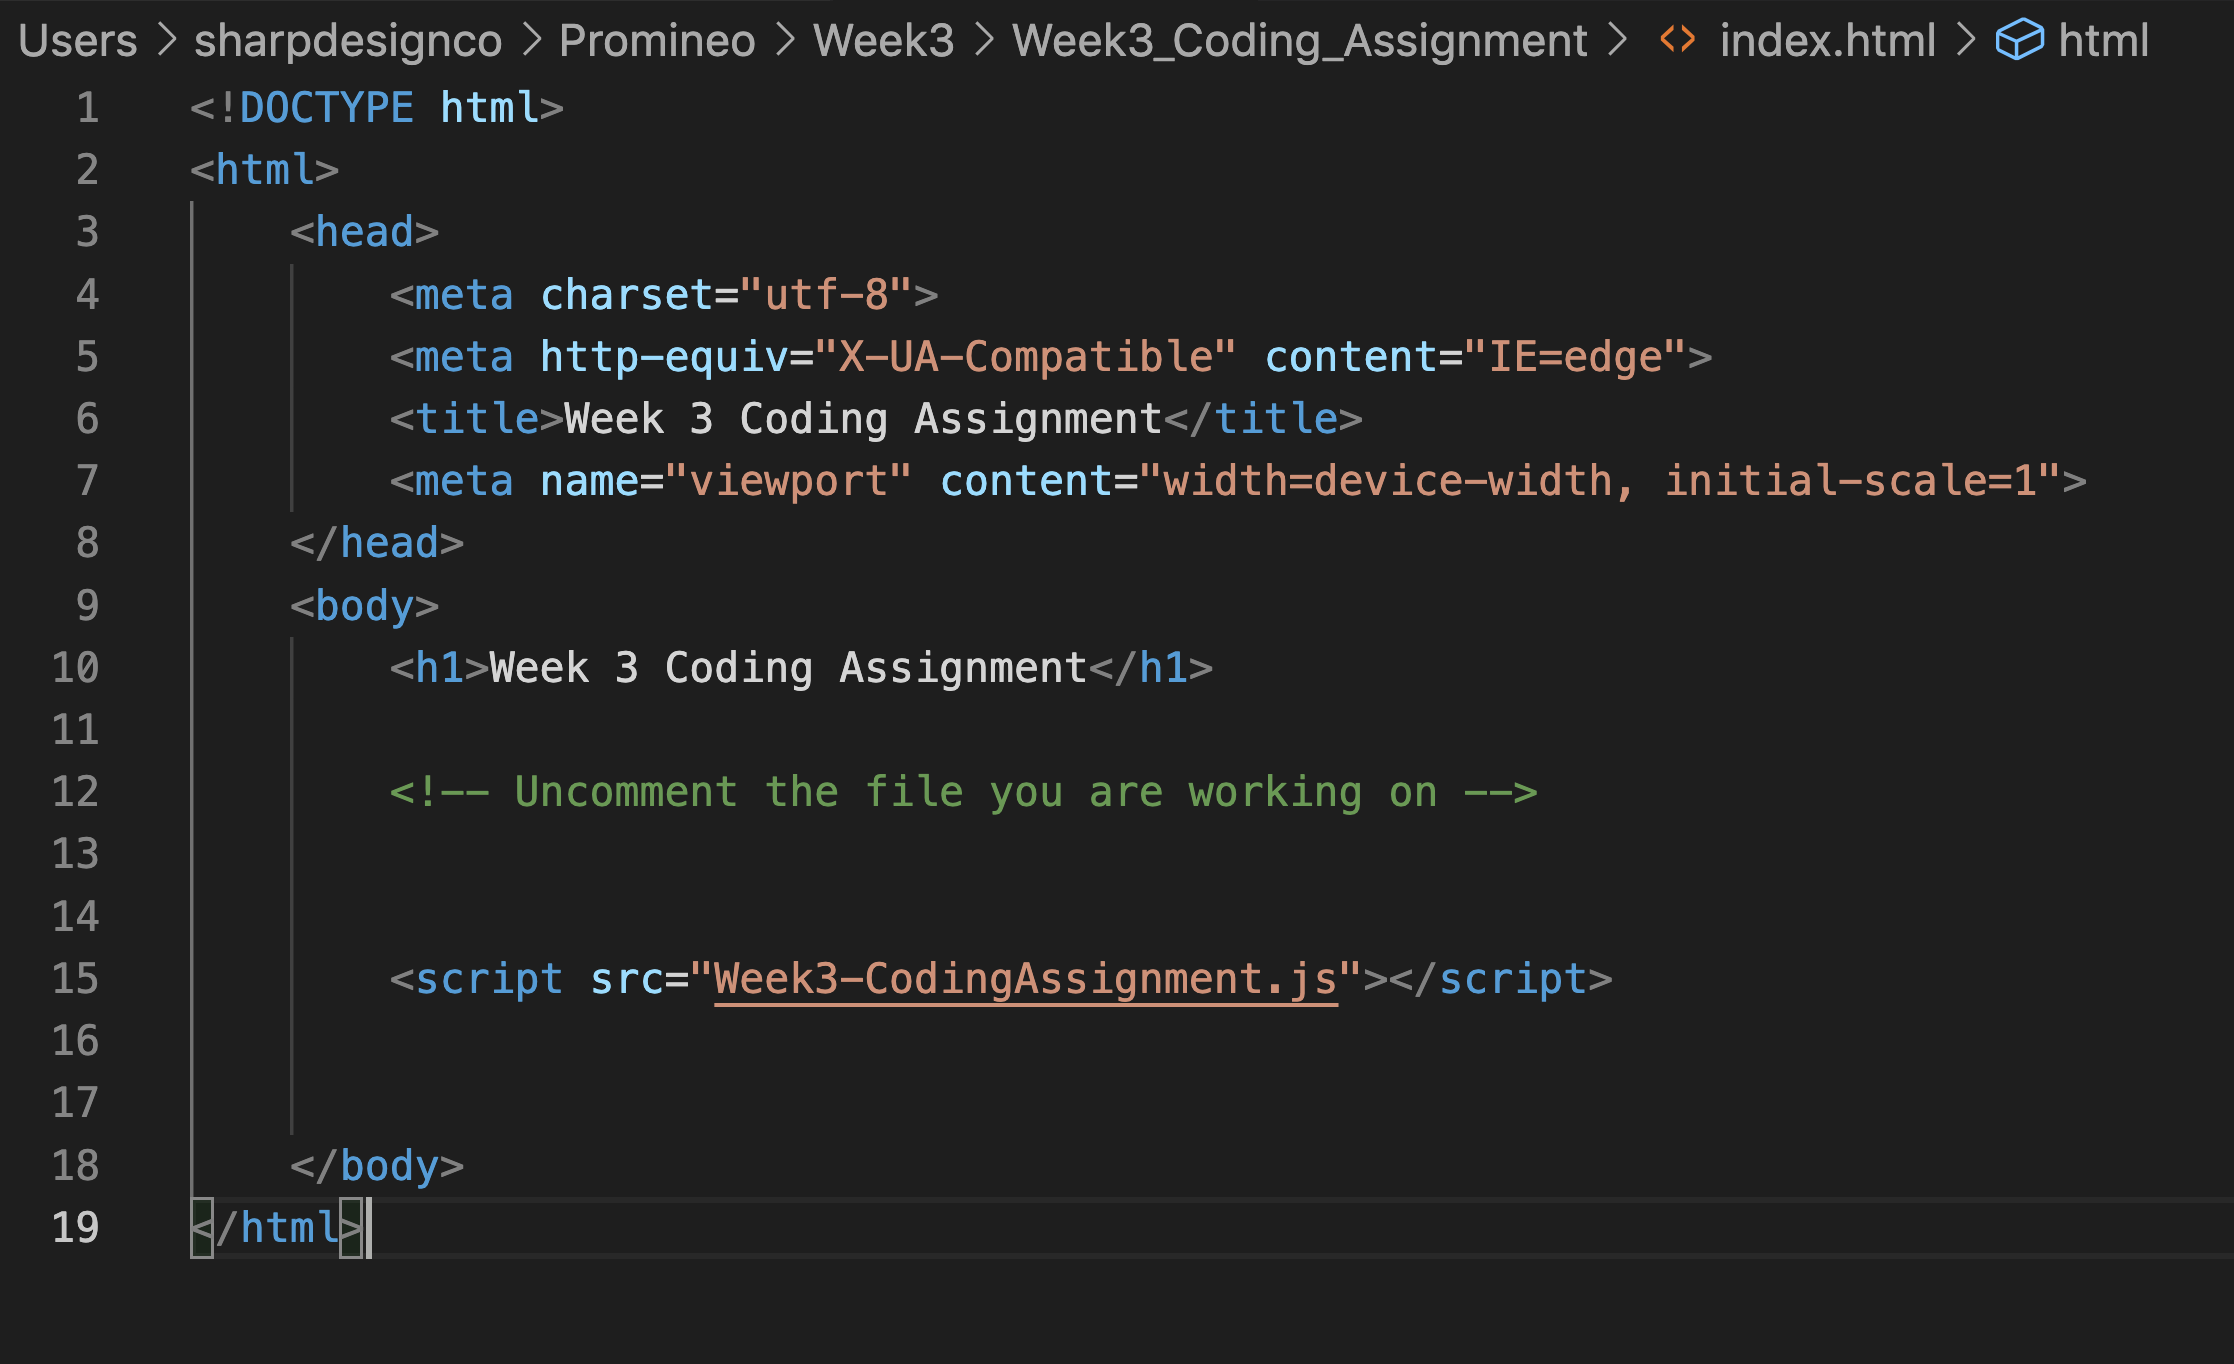 Users > sharpdesignco > Promineo > Week3 > Week3_Coding_Assignment > <> index.html > html
1 <!DOCTYPE html>
2 <html>
3 <head>
4 <meta charset="utf-8">
5 <meta http-equiv="X-UA-Compatible" content="IE=edge">
6 <title>Week 3 Coding Assignment</title>
7 <meta name="viewport" content="width=device-width, initial-scale=1">
8 </head>
9 <body>
10 <h1>Week 3 Coding Assignment</h1>
11
12 <!-- Uncomment the file you are working on -->
13
14
15 <script src="Week3-CodingAssignment.js"></script>
16
17
18 </body>
19 </html>